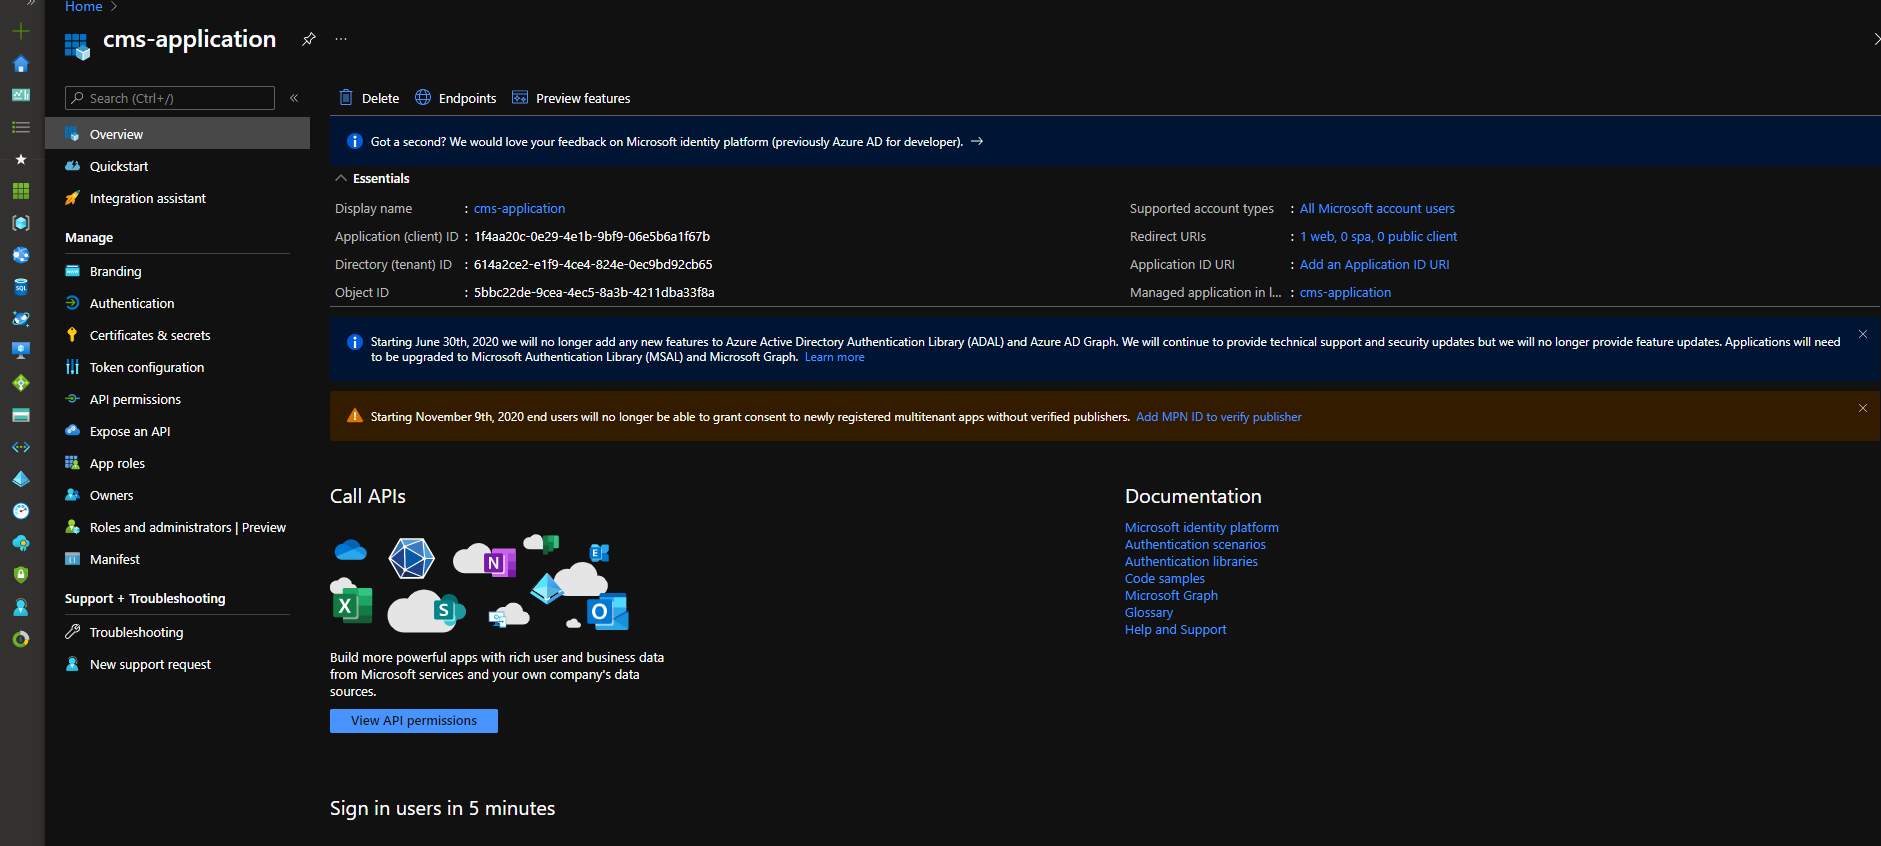 Home
cms-application
Search (Ctrl+/)
Overview
Quickstart
Integration assistant
Manage
Branding
Authentication
Certificates & secrets
Token configuration
API permissions
Expose an API
App roles
Owners
Roles and administrators | Preview
Manifest
Support + Troubleshooting
Troubleshooting
New support request
Delete Endpoints Preview features
Got a second? We would love your feedback on Microsoft identity platform (previously Azure AD for developer). →
Essentials
Display name : cms-application
Application (client) ID : 1f4aa20c-0e29-4e1b-9bf9-06e5b6a1f67b
Directory (tenant) ID : 614a2ce2-e1f9-4ce4-824e-0ec9bd92cb65
Object ID : 5bbc22de-9cea-4ec5-8a3b-4211dba33f8a
Supported account types : All Microsoft account users
Redirect URIs : 1 web, 0 spa, 0 public client
Application ID URI : Add an Application ID URI
Managed application in l... : cms-application
Starting June 30th, 2020 we will no longer add any new features to Azure Active Directory Authentication Library (ADAL) and Azure AD Graph. We will continue to provide technical support and security updates but we will no longer provide feature updates. Applications will need
to be upgraded to Microsoft Authentication Library (MSAL) and Microsoft Graph. Learn more
Starting November 9th, 2020 end users will no longer be able to grant consent to newly registered multitenant apps without verified publishers. Add MPN ID to verify publisher
Call APIs
Build more powerful apps with rich user and business data
from Microsoft services and your own company's data
sources.
View API permissions
Documentation
Microsoft identity platform
Authentication scenarios
Authentication libraries
Code samples
Microsoft Graph
Glossary
Help and Support
Sign in users in 5 minutes